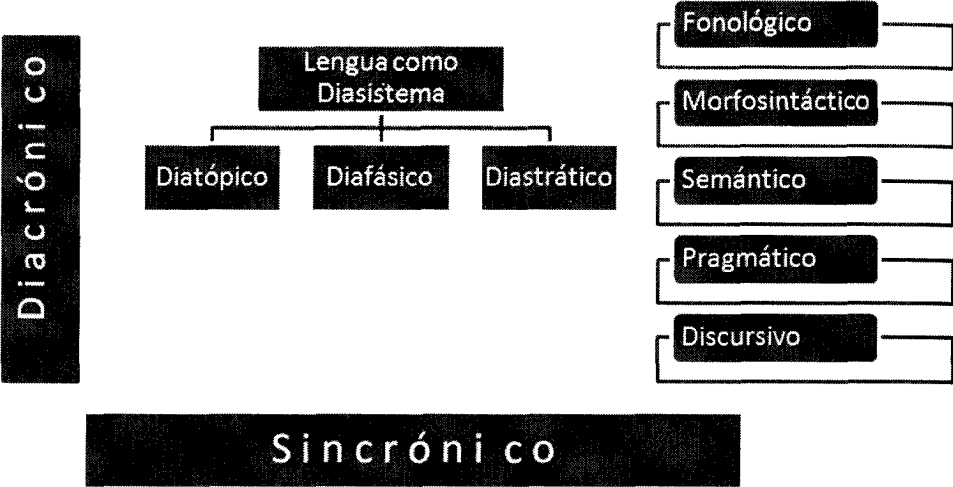 Diacrónico
Lengua como
Diasistema
Diatópico
Diafásico
Diastrático
Fonológico
Morfosintáctico
Semántico
Pragmático
Discursivo
Sincrónico